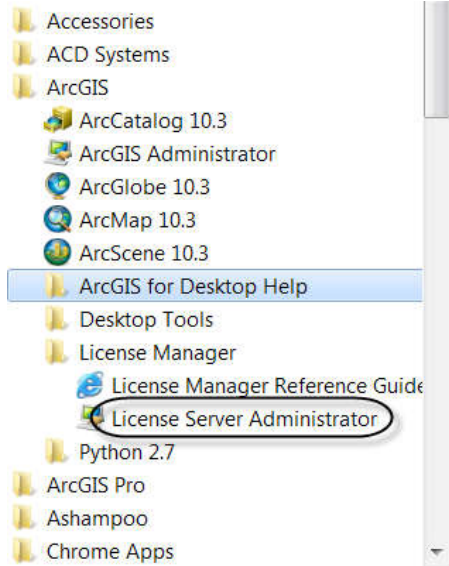 Accessories
ACD Systems
ArcGIS
ArcCatalog 10.3
ArcGIS Administrator
ArcGlobe 10.3
ArcMap 10.3
ArcScene 10.3
ArcGIS for Desktop Help
Desktop Tools
License Manager
License Manager Reference Guide
License Server Administrator
Python 2.7
ArcGIS Pro
Ashampoo
Chrome Apps